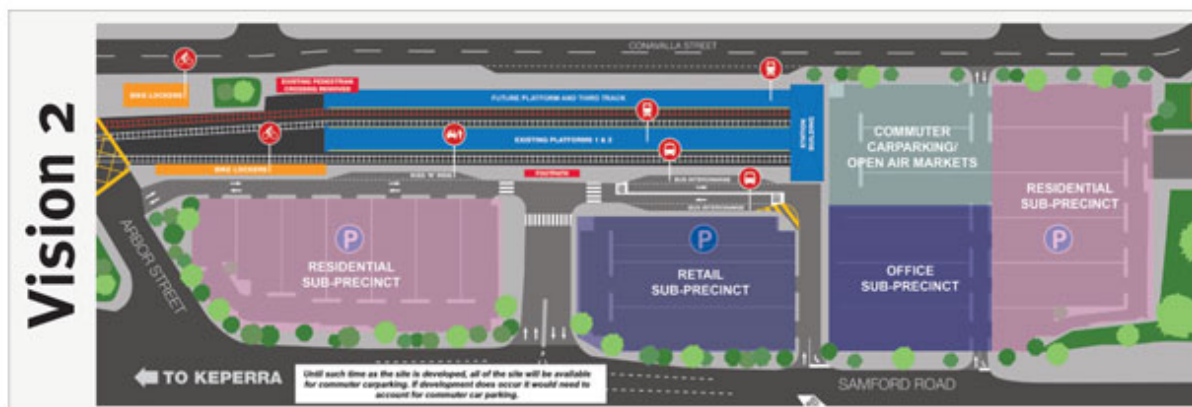 Vision 2
CONAVALLA STREET
BIKE LOCKERS
EXISTING PEDESTRIAN
CROSSING REMOVED
FUTURE PLATFORM AND THIRD TRACK
EXISTING PLATFORMS 1 & 2
STATION
BUILDING
COMMUTER
CARPARKING/
OPEN AIR MARKETS
BIKE LOCKERS
KISS 'N' RIDE
FOOTPATH
BUS INTERCHANGE
BUS INTERCHANGE
RESIDENTIAL
SUB-PRECINCT
P
ARBOR STREET
P
RESIDENTIAL
SUB-PRECINCT
P
RETAIL
SUB-PRECINCT
OFFICE
SUB-PRECINCT
TO KEPERRA
Until such time as the site is developed, all of the site will be available
for commuter carparking. If development does occur it would need to
account for commuter car parking.
SAMFORD ROAD